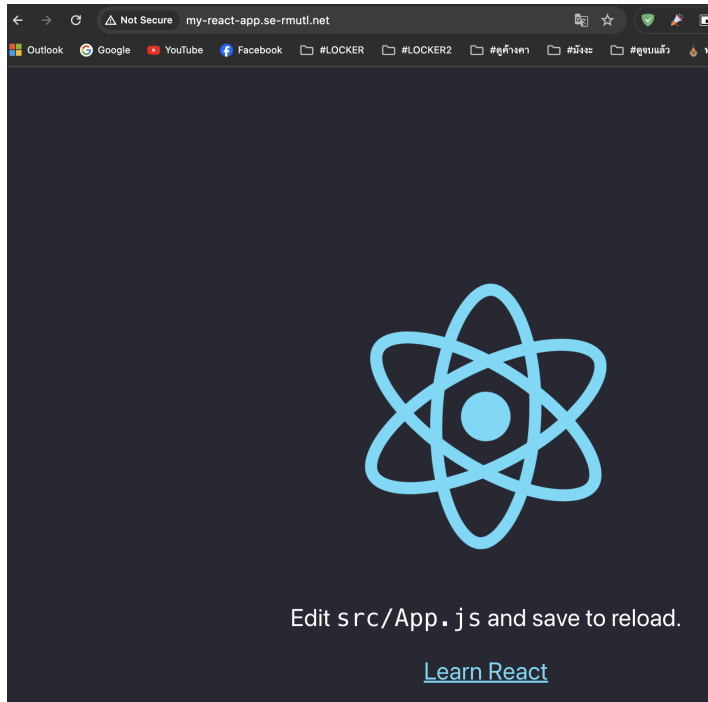 Not Secure my-react-app.se-rmutl.net
Outlook Google YouTube Facebook #LOCKER #LOCKER2 #ดูค้างคา #มังงะ #ดูจบแล้ว
Edit src/App.js and save to reload.
Learn React